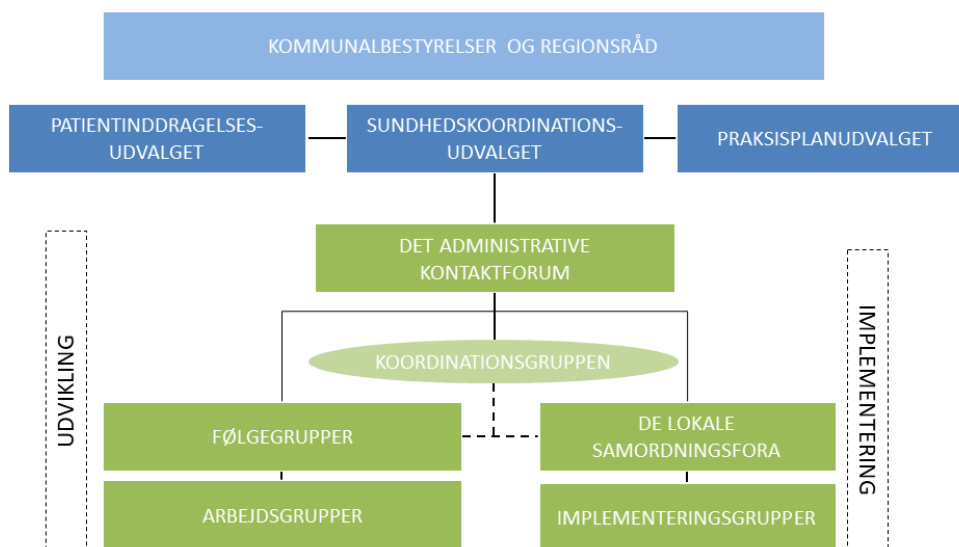 KOMMUNALBESTYRELSER OG REGIONSRÅD
PATIENTINDDRAGELSES-
UDVALGET
SUNDHEDSKOORDINATIONS-
UDVALGET
PRAKSISPLANUDVALGET
DET ADMINISTRATIVE
KONTAKTFORUM
UDVIKLING
IMPLEMENTERING
KOORDINATIONSGRUPPEN
FØLGEGRUPPER
DE LOKALE
SAMORDNINGSFORA
ARBEJDSGRUPPER
IMPLEMENTERINGSGRUPPER